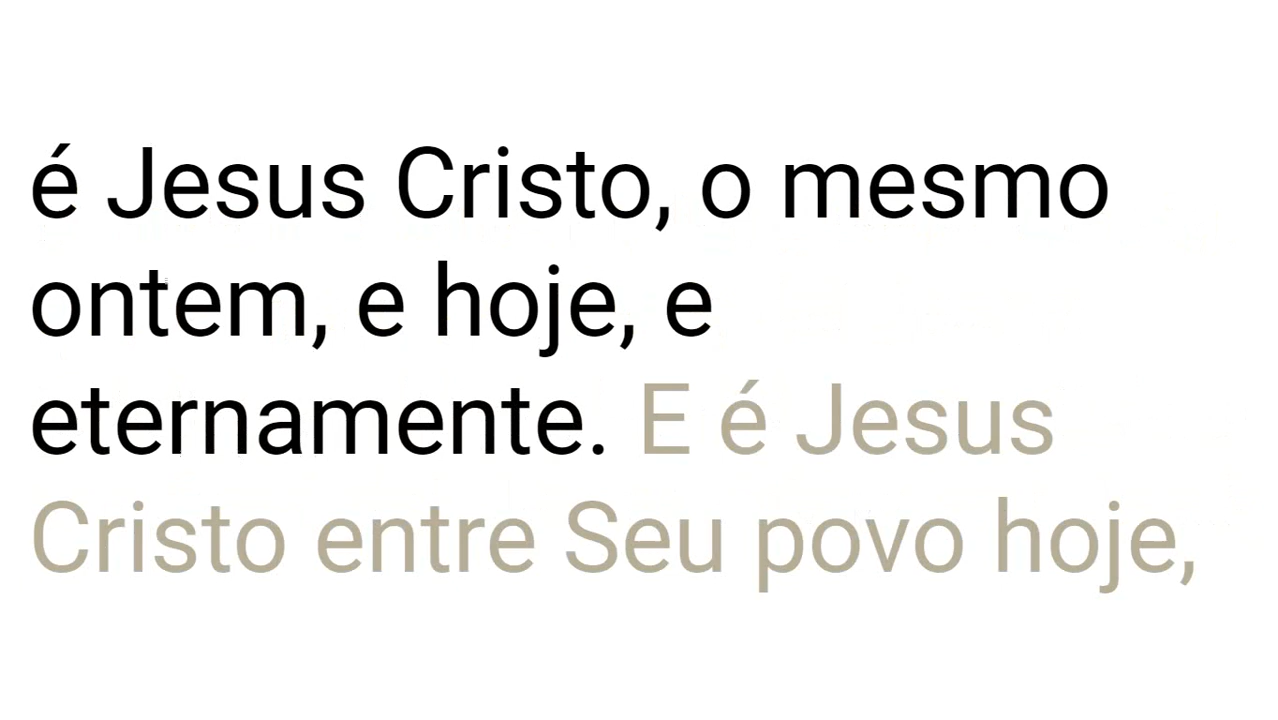 é Jesus Cristo, o mesmo
ontem, e hoje, e
eternamente. E é Jesus
Cristo entre Seu povo hoje,